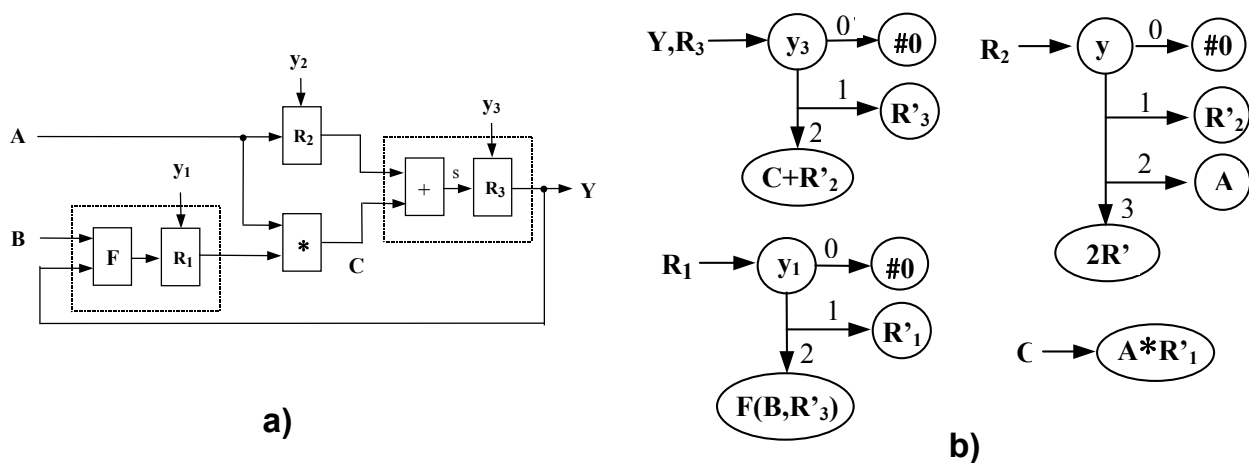 y₂
y₃
A
R₂
s
+
R₃
Y
y₁
B
F
R₁
*
C
a)
Y,R₃
y₃
0'
#0
1
R'₃
2
C+R'₂
R₂
y
0
#0
1
R'₂
2
A
3
2R'
R₁
y₁
0
#0
1
R'₁
2
F(B,R'₃)
C
A*R'₁
b)